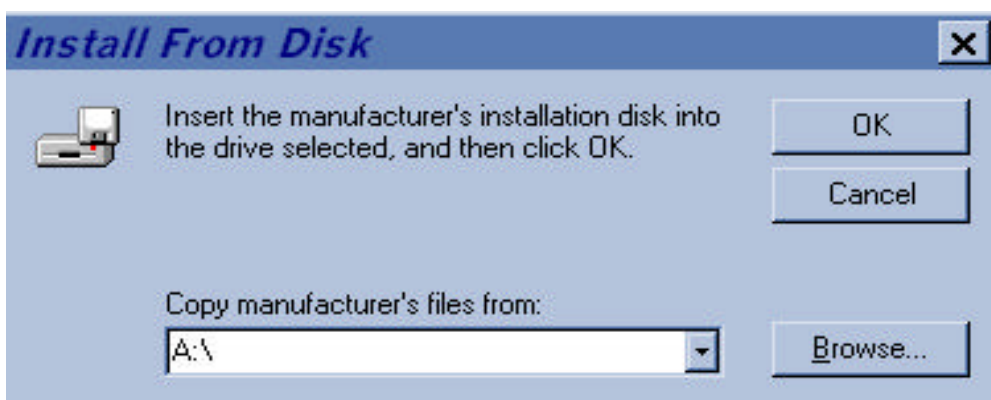 Install From Disk
Insert the manufacturer's installation disk into
the drive selected, and then click OK.
OK
Cancel
Copy manufacturer's files from:
A:\
Browse...